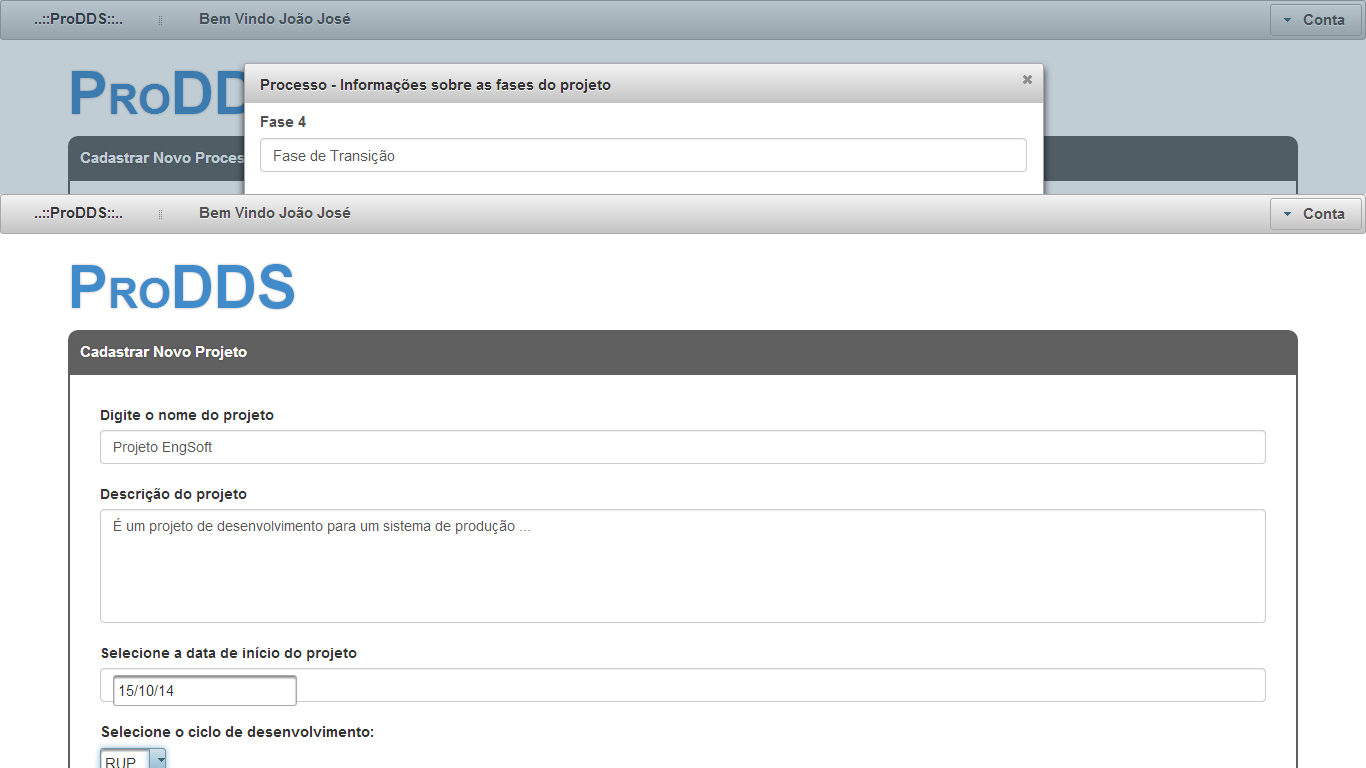 ..::ProDDS::.. Bem Vindo João José Conta
ProDD
Processo - Informações sobre as fases do projeto
Cadastrar Novo Proces
Fase 4
Fase de Transição
..::ProDDS::.. Bem Vindo João José Conta
ProDDS
Cadastrar Novo Projeto
Digite o nome do projeto
Projeto EngSoft
Descrição do projeto
É um projeto de desenvolvimento para um sistema de produção ...
Selecione a data de início do projeto
15/10/14
Selecione o ciclo de desenvolvimento:
RUP